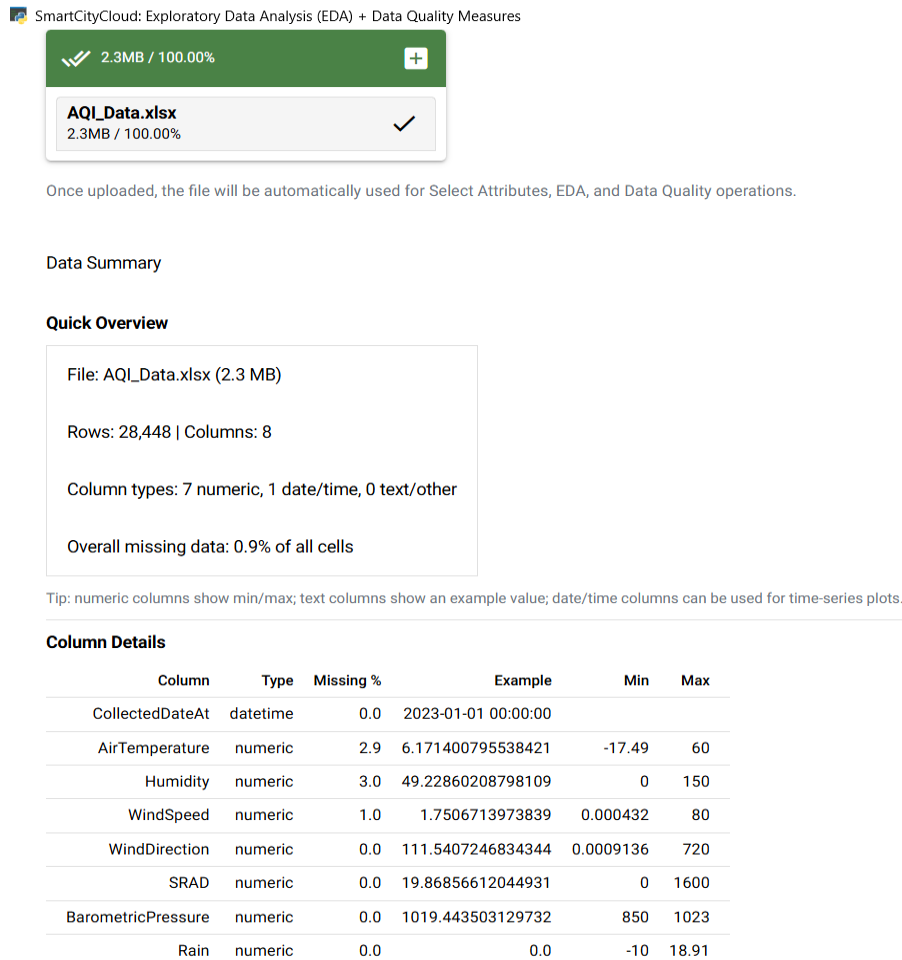 SmartCityCloud: Exploratory Data Analysis (EDA) + Data Quality Measures
2.3MB / 100.00%
AQI_Data.xlsx
2.3MB / 100.00%
Once uploaded, the file will be automatically used for Select Attributes, EDA, and Data Quality operations.
Data Summary
Quick Overview
File: AQI_Data.xlsx (2.3 MB)
Rows: 28,448 | Columns: 8
Column types: 7 numeric, 1 date/time, 0 text/other
Overall missing data: 0.9% of all cells
Tip: numeric columns show min/max; text columns show an example value; date/time columns can be used for time-series plots.
Column Details
Column Type Missing % Example Min Max
CollectedDateAt datetime 0.0 2023-01-01 00:00:00
AirTemperature numeric 2.9 6.171400795538421 -17.49 60
Humidity numeric 3.0 49.22860208798109 0 150
WindSpeed numeric 1.0 1.7506713973839 0.000432 80
WindDirection numeric 0.0 111.5407246834344 0.0009136 720
SRAD numeric 0.0 19.86856612044931 0 1600
BarometricPressure numeric 0.0 1019.443503129732 850 1023
Rain numeric 0.0 0.0 -10 18.91